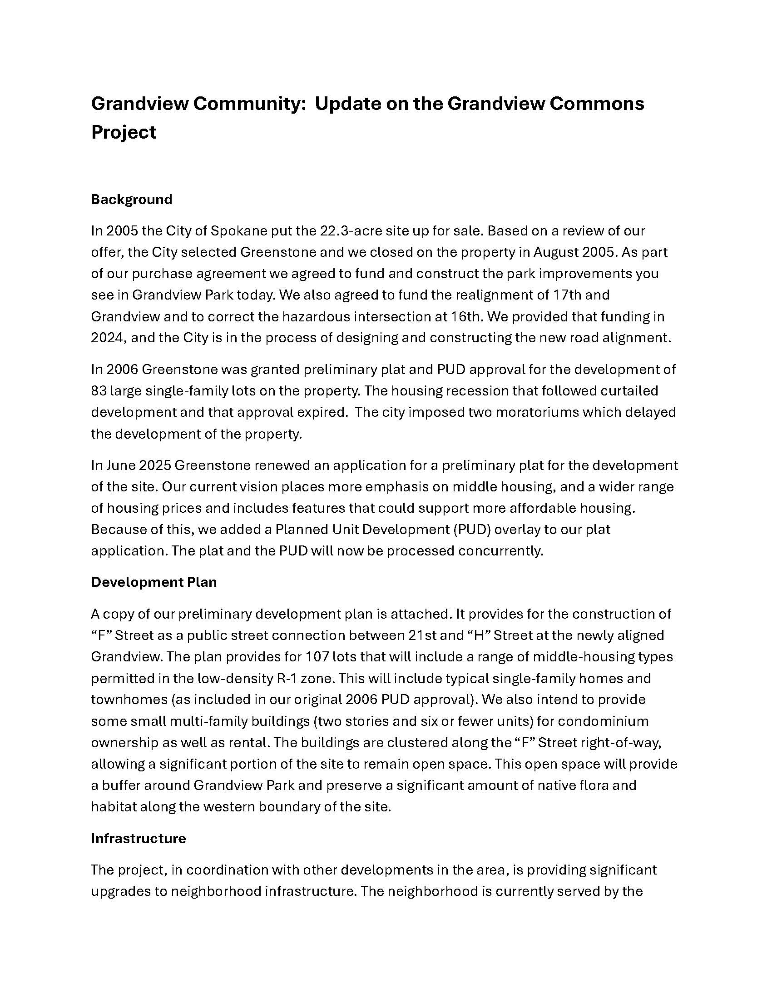 Grandview Community:  Update on the Grandview Commons
Project
Background
In 2005 the City of Spokane put the 22.3-acre site up for sale. Based on a review of our
offer, the City selected Greenstone and we closed on the property in August 2005. As part
of our purchase agreement we agreed to fund and construct the park improvements you
see in Grandview Park today. We also agreed to fund the realignment of 17th and
Grandview and to correct the hazardous intersection at 16th. We provided that funding in
2024, and the City is in the process of designing and constructing the new road alignment.
In 2006 Greenstone was granted preliminary plat and PUD approval for the development of
83 large single-family lots on the property. The housing recession that followed curtailed
development and that approval expired.  The city imposed two moratoriums which delayed
the development of the property.
In June 2025 Greenstone renewed an application for a preliminary plat for the development
of the site. Our current vision places more emphasis on middle housing, and a wider range
of housing prices and includes features that could support more affordable housing.
Because of this, we added a Planned Unit Development (PUD) overlay to our plat
application. The plat and the PUD will now be processed concurrently.
Development Plan
A copy of our preliminary development plan is attached. It provides for the construction of
“F” Street as a public street connection between 21st and “H” Street at the newly aligned
Grandview. The plan provides for 107 lots that will include a range of middle-housing types
permitted in the low-density R-1 zone. This will include typical single-family homes and
townhomes (as included in our original 2006 PUD approval). We also intend to provide
some small multi-family buildings (two stories and six or fewer units) for condominium
ownership as well as rental. The buildings are clustered along the “F” Street right-of-way,
allowing a significant portion of the site to remain open space. This open space will provide
a buffer around Grandview Park and preserve a significant amount of native flora and
habitat along the western boundary of the site.
Infrastructure
The project, in coordination with other developments in the area, is providing significant
upgrades to neighborhood infrastructure. The neighborhood is currently served by the